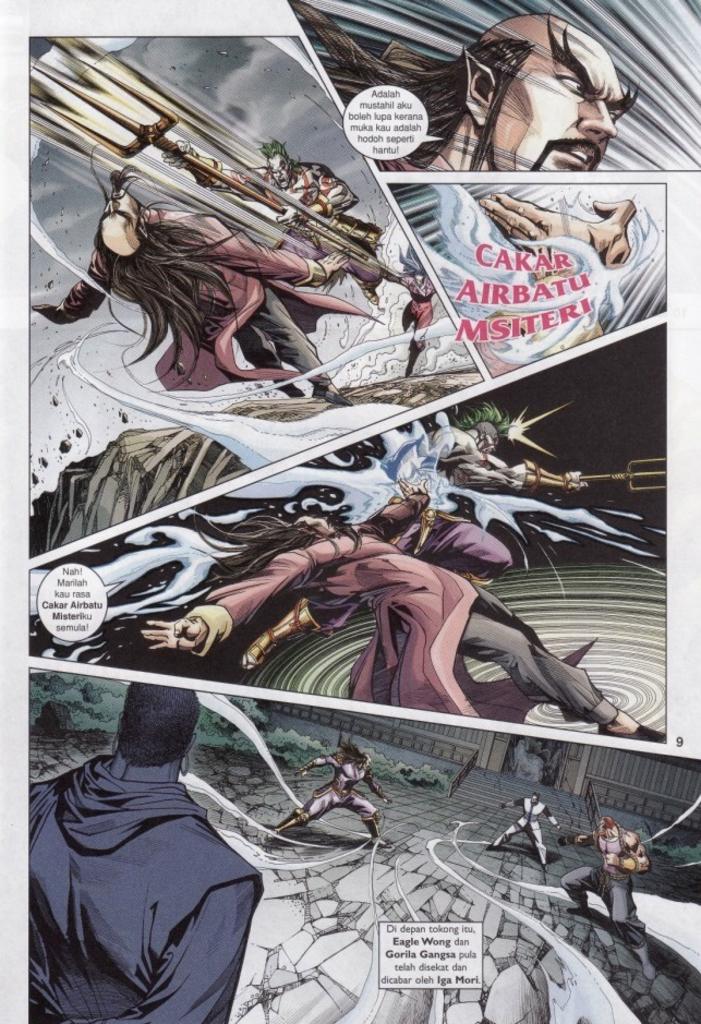 Adalah
mustahil aku
boleh lupa kerana
muka kau adalah
hodoh seperti
hantu!
CAKAR
AIRBATU
MSITERI
Nah!
Marilah
kau rasa
Cakar Airbatu
Misteriku
semula!
9
Di depan tokong itu,
Eagle Wong dan
Gorila Gangsa pula
telah disekat dan
dicabar oleh Iga Mori.